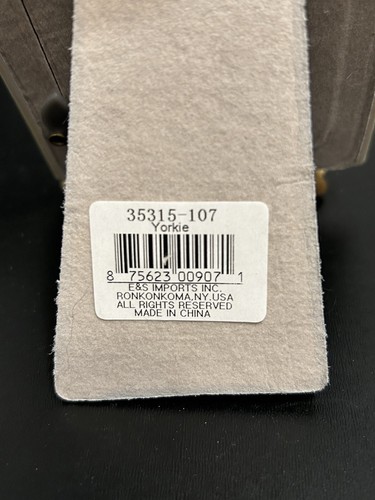 35315-107
Yorkie
8 75623 00907 1
E&S IMPORTS INC.
RONKONKOMA,NY.USA
ALL RIGHTS RESERVED
MADE IN CHINA